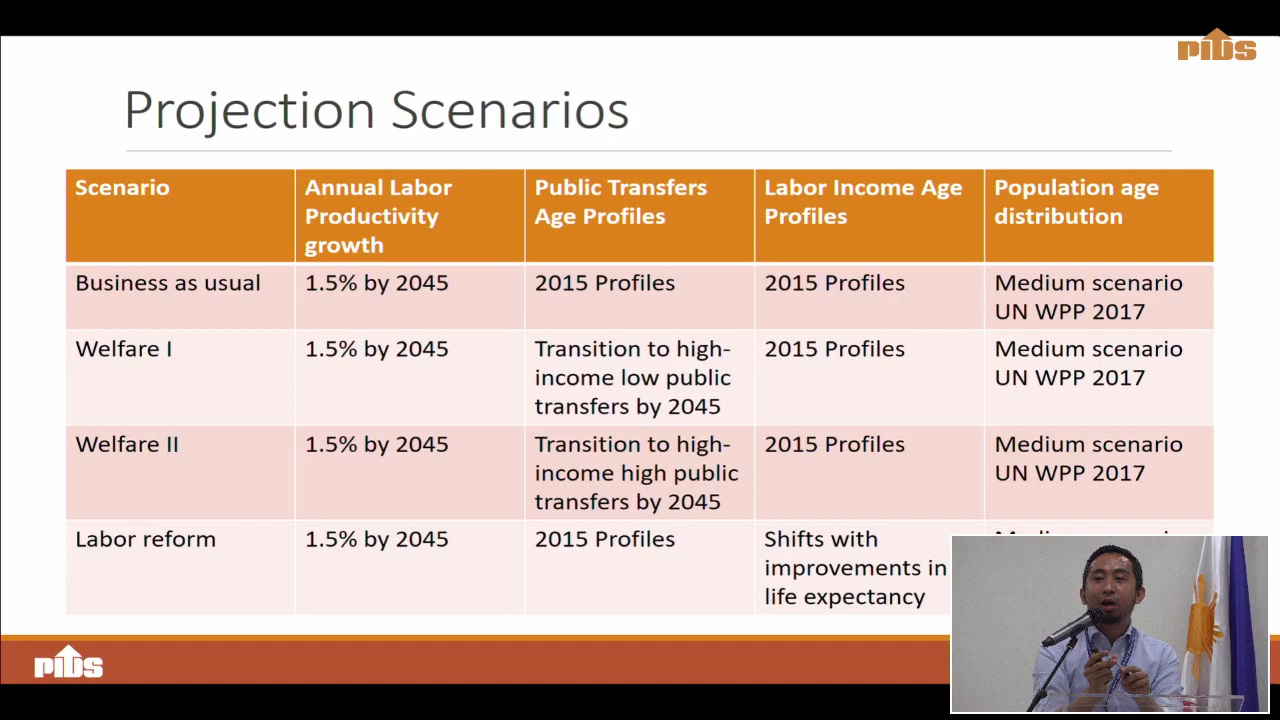 PIDS
Projection Scenarios
Scenario
Annual Labor
Productivity
growth
Public Transfers
Age Profiles
Labor Income Age
Profiles
Population age
distribution
Business as usual
1.5% by 2045
2015 Profiles
2015 Profiles
Medium scenario
UN WPP 2017
Welfare I
1.5% by 2045
Transition to high-
income low public
transfers by 2045
2015 Profiles
Medium scenario
UN WPP 2017
Welfare II
1.5% by 2045
Transition to high-
income high public
transfers by 2045
2015 Profiles
Medium scenario
UN WPP 2017
Labor reform
1.5% by 2045
2015 Profiles
Shifts with
improvements in
life expectancy
PIDS